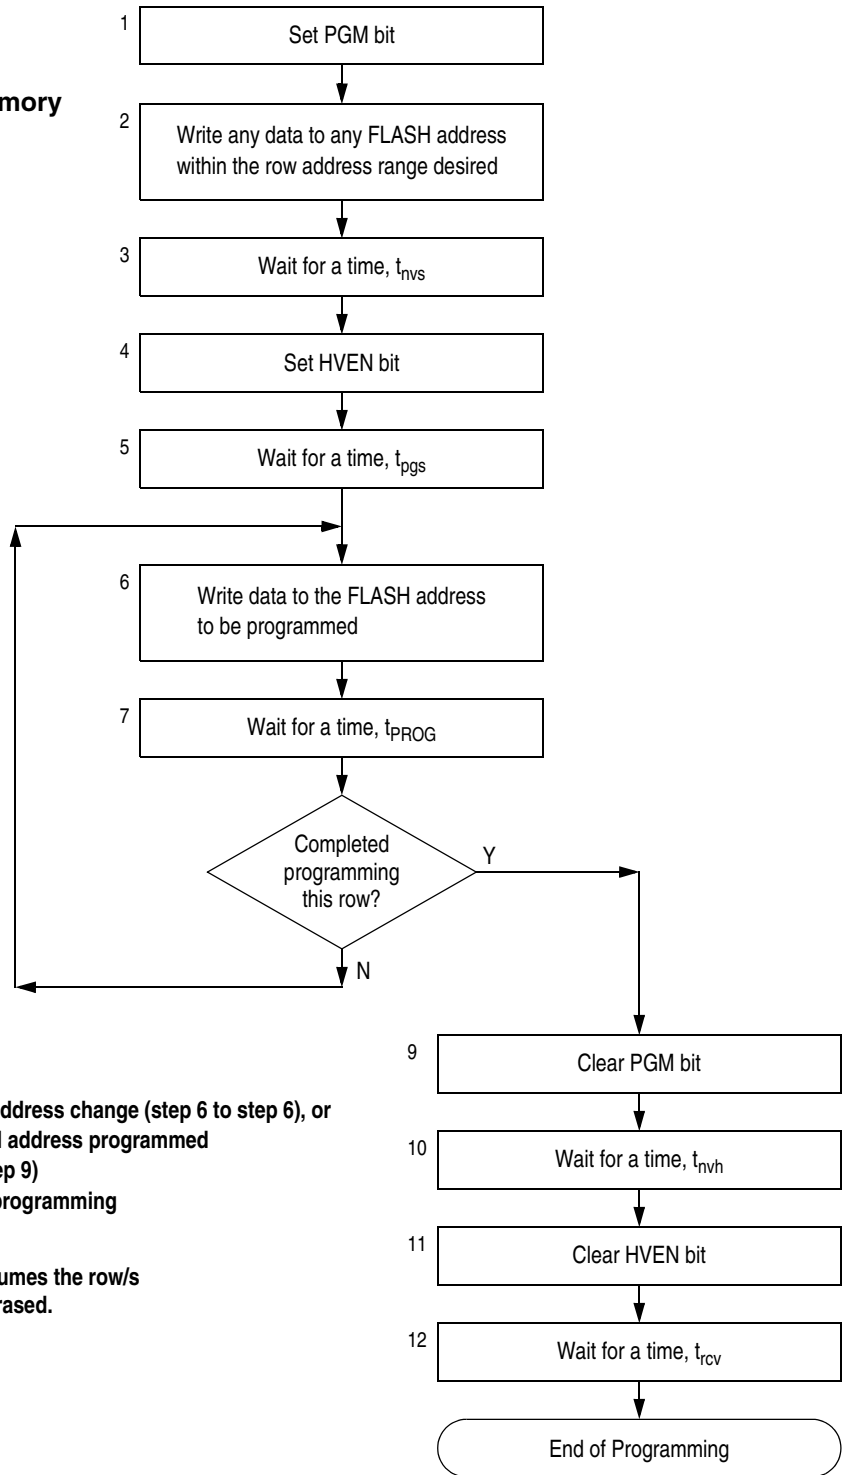 1
Set PGM bit
mory
2
Write any data to any FLASH address
within the row address range desired
3
Wait for a time, tnvs
4
Set HVEN bit
5
Wait for a time, tpgs
6
Write data to the FLASH address
to be programmed
7
Wait for a time, tPROG
Completed
programming
this row?
Y
N
9
Clear PGM bit
ddress change (step 6 to step 6), or
address programmed
ep 9)
programming
10
Wait for a time, tnvh
11
Clear HVEN bit
umes the row/s
rased.
12
Wait for a time, trcv
End of Programming